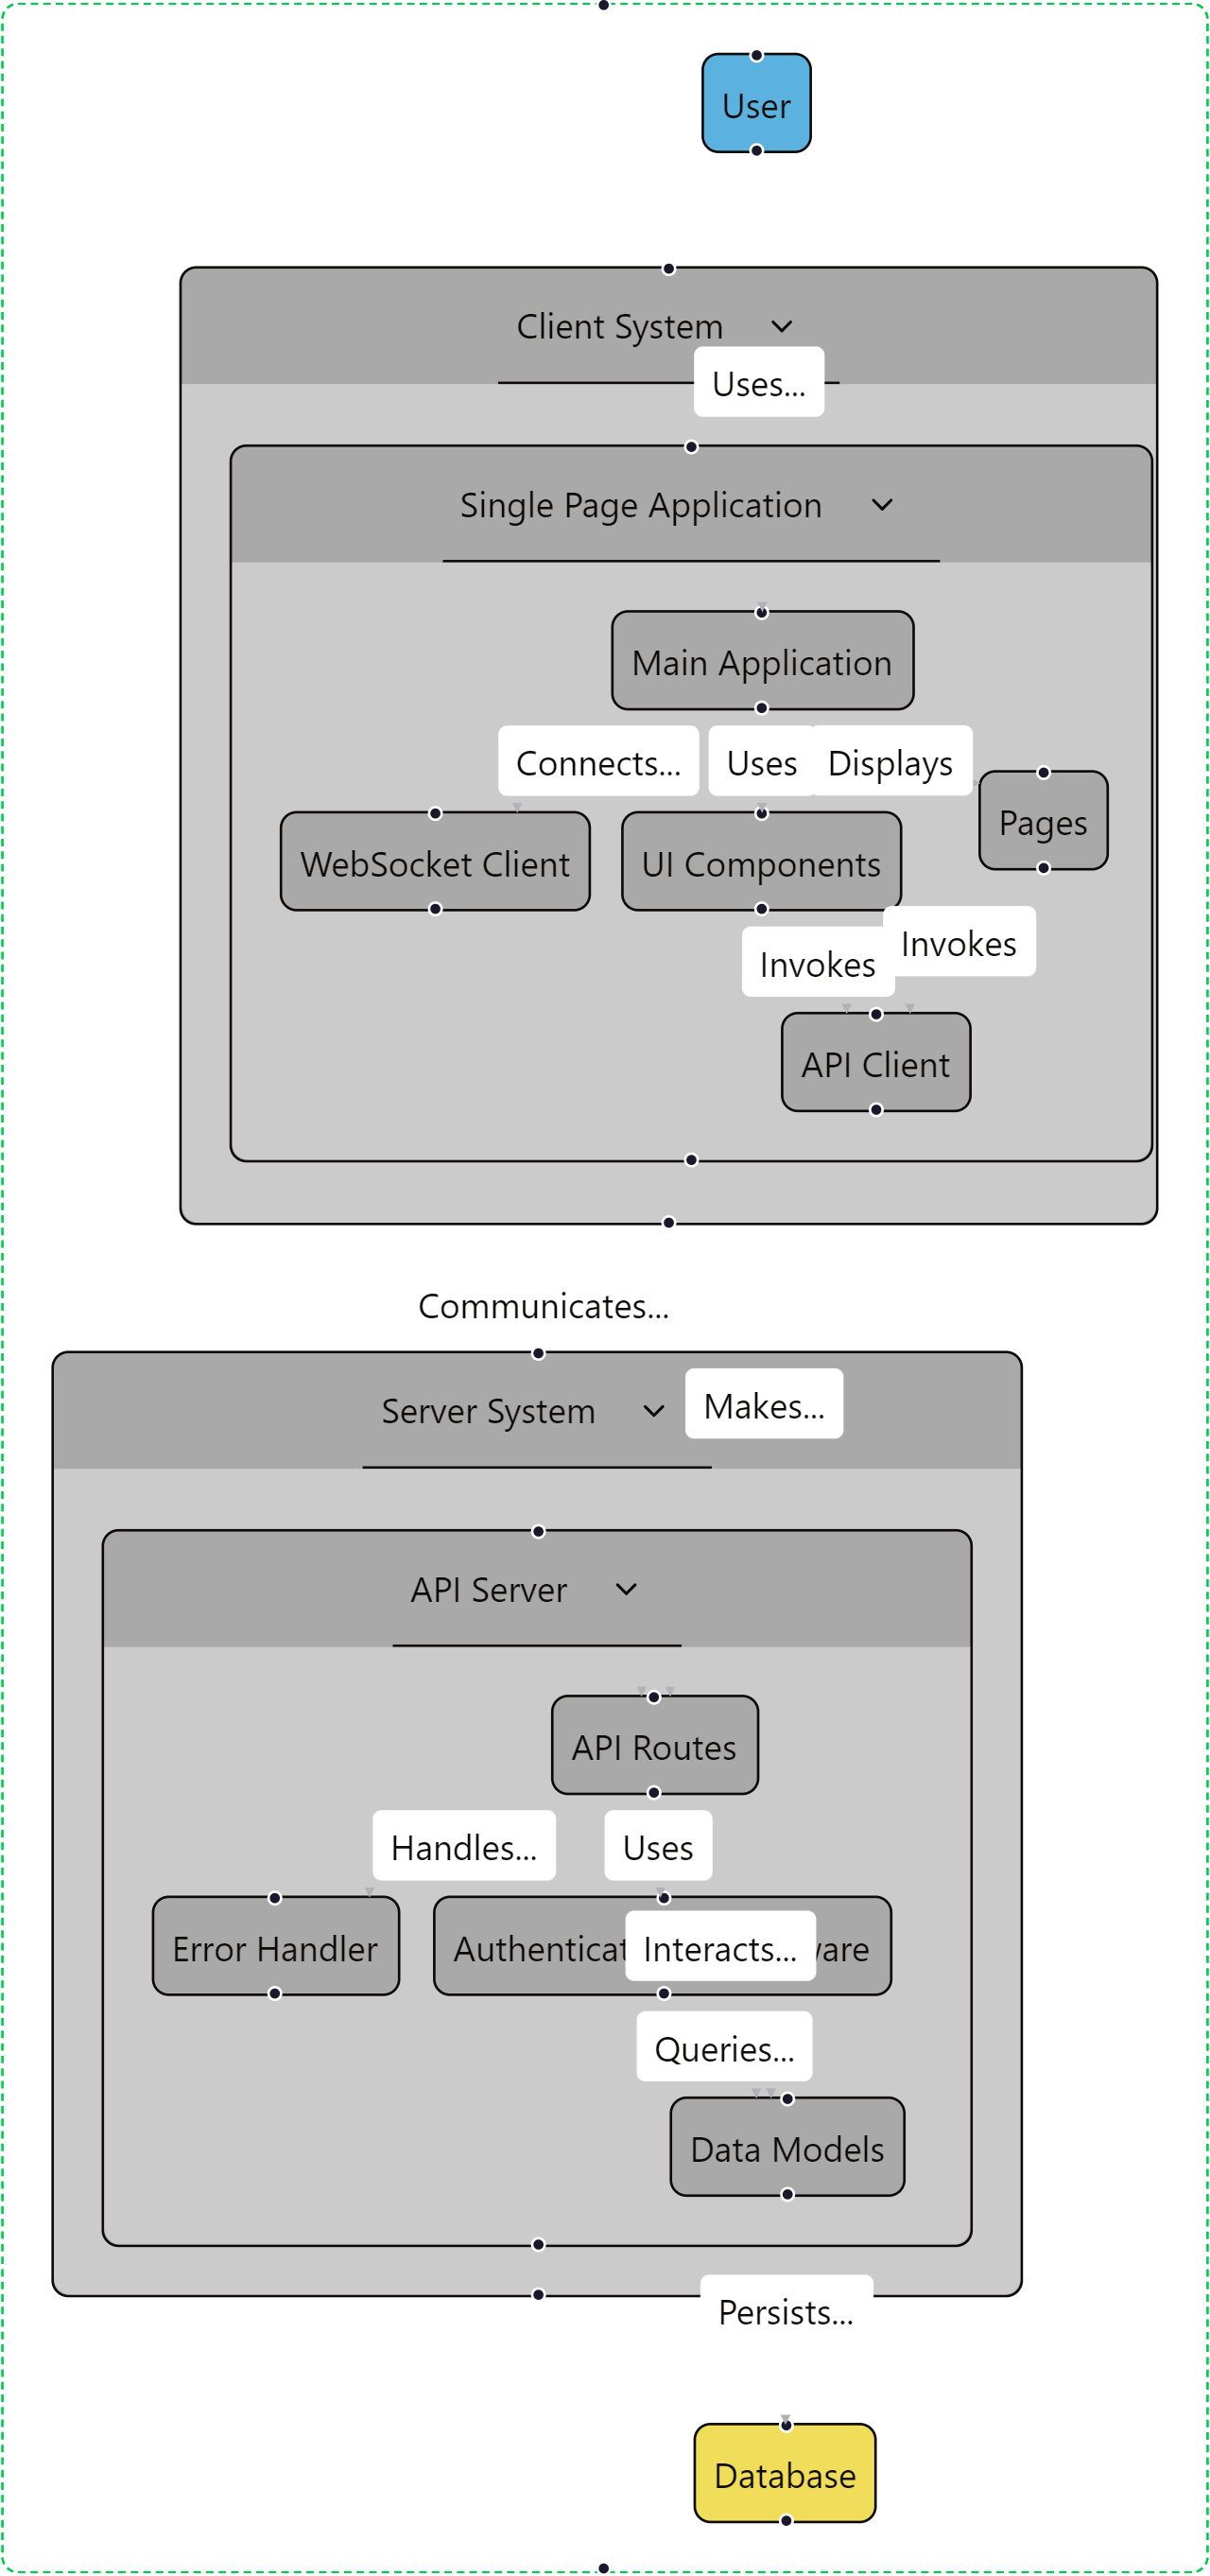 User
Client System
Uses...
Single Page Application
Main Application
Connects...
Uses
Displays
Pages
WebSocket Client
UI Components
Invokes
Invokes
API Client
Communicates...
Server System
Makes...
API Server
API Routes
Handles...
Uses
Error Handler
Interacts...
Queries...
Data Models
Persists...
Database